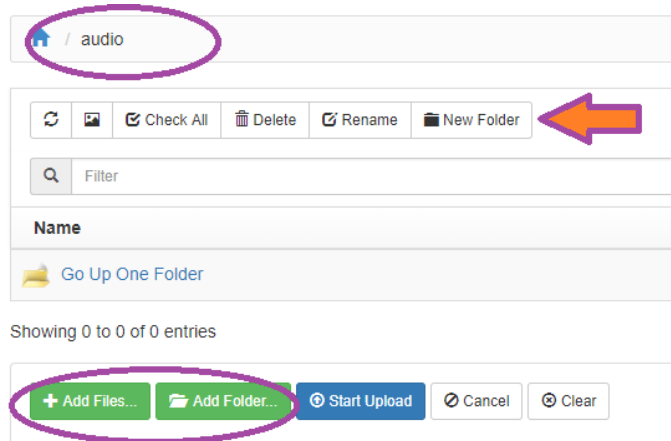 / audio
Check All Delete Rename New Folder
Filter
Name
Go Up One Folder
Showing 0 to 0 of 0 entries
Add Files... Add Folder... Start Upload Cancel Clear